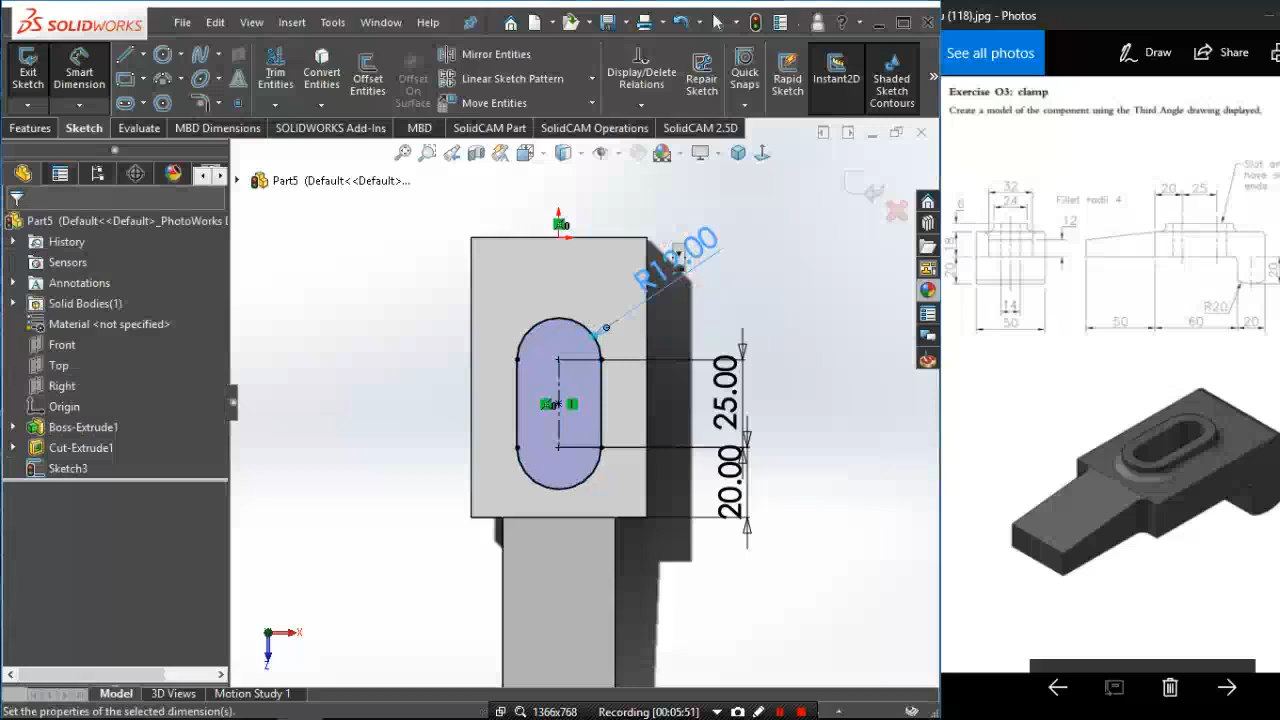 SOLIDWORKS File Edit View Insert Tools Window Help
Exit Sketch
Smart Dimension
Trim Entities
Convert Entities
Offset Entities
Offset On Surface
Mirror Entities
Linear Sketch Pattern
Move Entities
Display/Delete Relations
Repair Sketch
Quick Snaps
Rapid Sketch
Instant2D
Shaded Sketch Contours
Features Sketch Evaluate MBD Dimensions SOLIDWORKS Add-Ins MBD SolidCAM Part SolidCAM Operations SolidCAM 2.5D
Part5 (Default<<Default>...
Part5 (Default<<Default>_PhotoWorks
History
Sensors
Annotations
Solid Bodies(1)
Material <not specified>
Front
Top
Right
Origin
Boss-Extrude1
Cut-Extrude1
Sketch3
25.00
20.00
X
Z
Model 3D Views Motion Study 1
Set the properties of the selected dimension(s).
1366x768 Recording [00:05:51]
(118).jpg - Photos
See all photos
Draw
Share
Exercise O3: clamp
Create a model of the component using the Third Angle drawing displayed.
Slot
have
ends
32
24
Fillet radii 4
20 25
6
12
18
20
14
50
R20
20
50 60 20